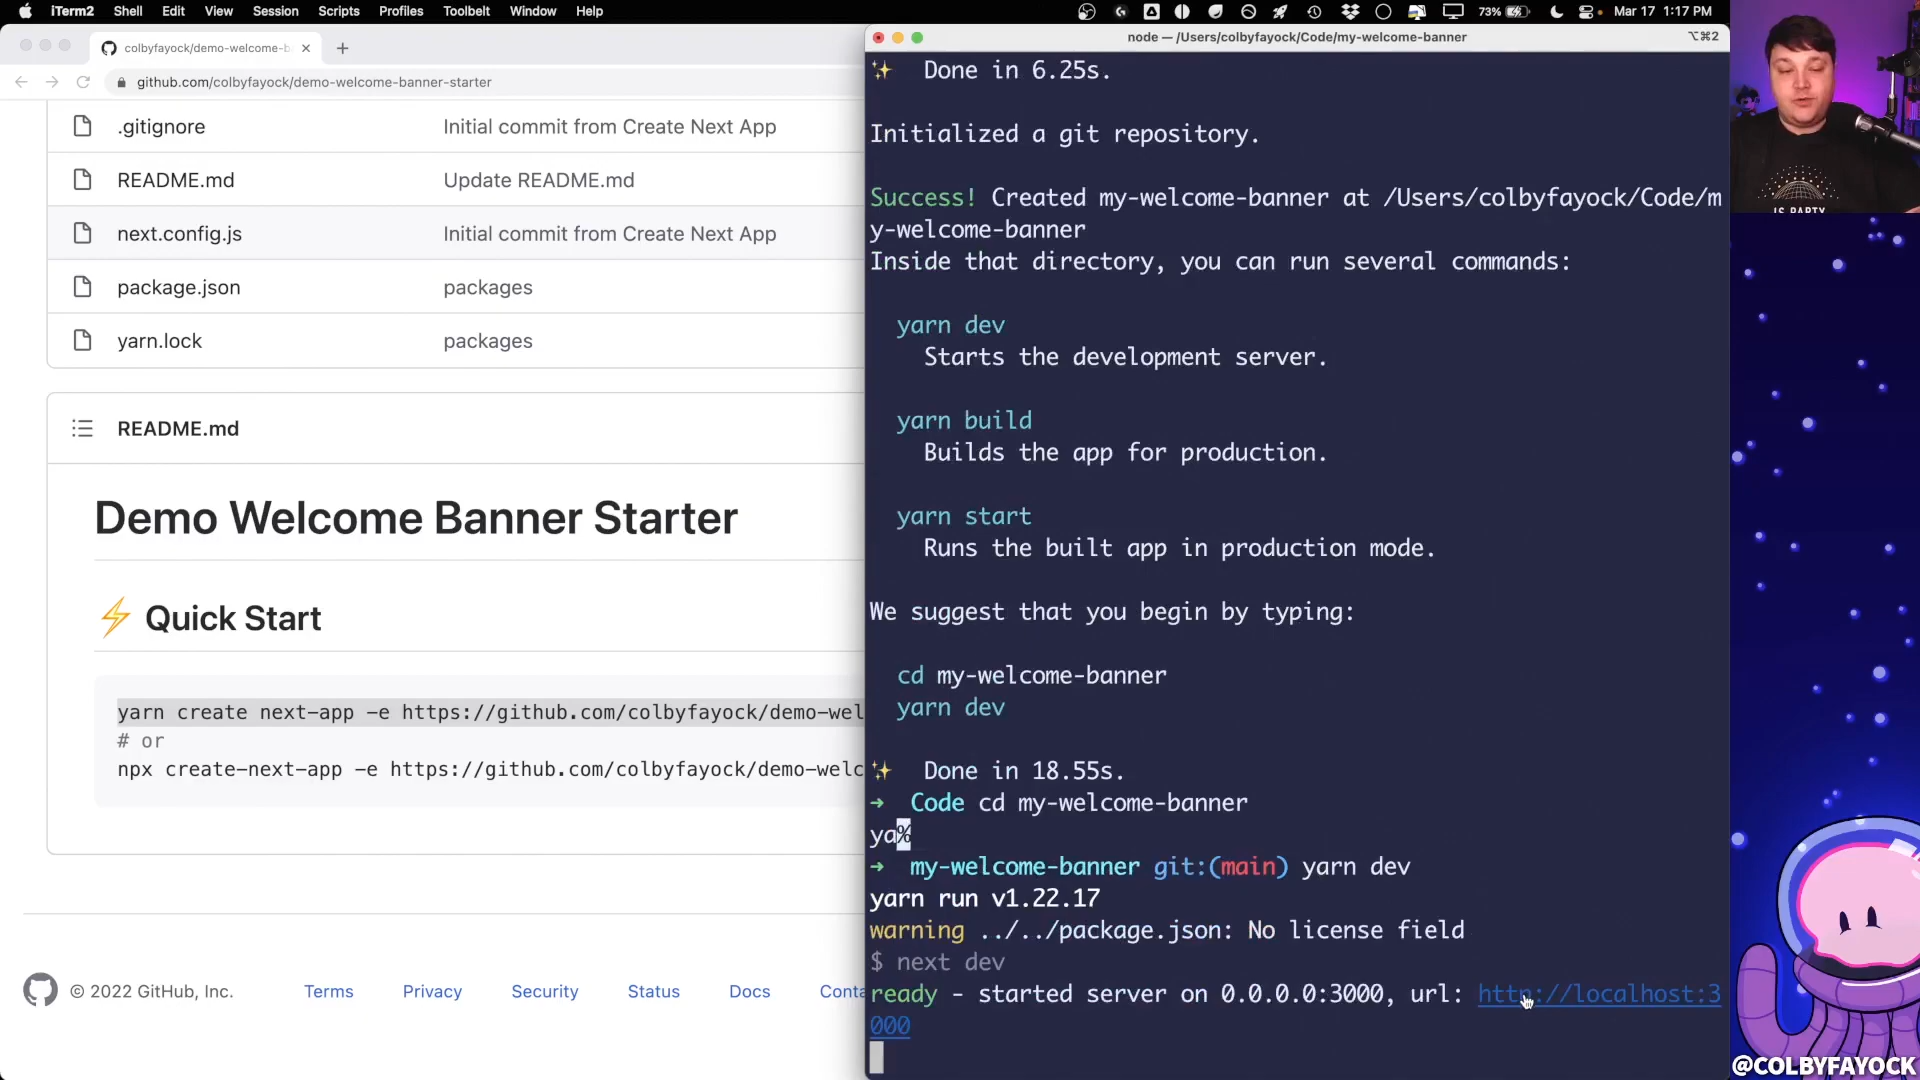 iTerm2 Shell Edit View Session Scripts Profiles Toolbelt Window Help
73% Mar 17 1:17 PM
colbyfayock/demo-welcome-b
github.com/colbyfayock/demo-welcome-banner-starter
.gitignore Initial commit from Create Next App
README.md Update README.md
next.config.js Initial commit from Create Next App
package.json packages
yarn.lock packages
README.md
Demo Welcome Banner Starter
⚡ Quick Start
yarn create next-app -e https://github.com/colbyfayock/demo-wel
# or
npx create-next-app -e https://github.com/colbyfayock/demo-welc
© 2022 GitHub, Inc. Terms Privacy Security Status Docs Conta
node — /Users/colbyfayock/Code/my-welcome-banner
⌥⌘2
✨ Done in 6.25s.
Initialized a git repository.
Success! Created my-welcome-banner at /Users/colbyfayock/Code/m
y-welcome-banner
Inside that directory, you can run several commands:
yarn dev
Starts the development server.
yarn build
Builds the app for production.
yarn start
Runs the built app in production mode.
We suggest that you begin by typing:
cd my-welcome-banner
yarn dev
✨ Done in 18.55s.
➜ Code cd my-welcome-banner
ya%
➜ my-welcome-banner git:(main) yarn dev
yarn run v1.22.17
warning ../../package.json: No license field
$ next dev
ready - started server on 0.0.0.0:3000, url: http://localhost:3
000
JS PARTY
@COLBYFAYOCK